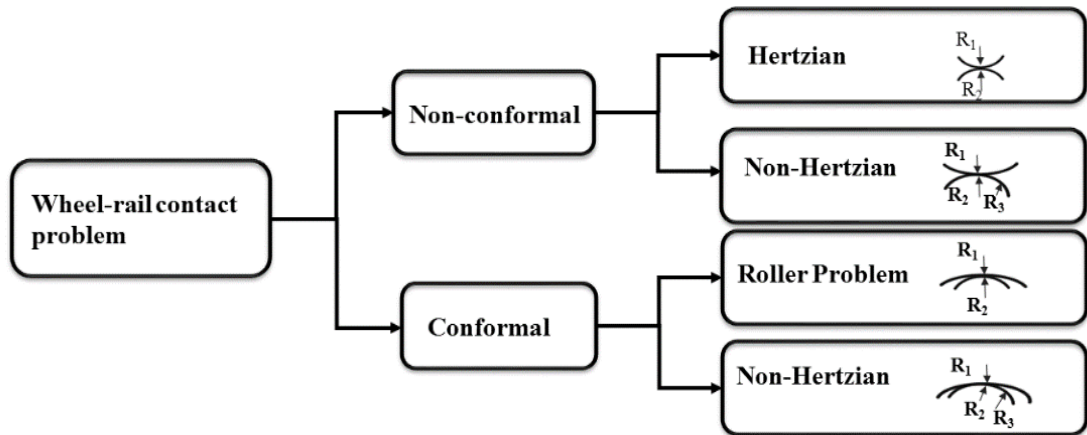 Wheel-rail contact
problem
Non-conformal
Conformal
Hertzian
R₁
R₂
Non-Hertzian
R₁
R₂
R₃
Roller Problem
R₁
R₂
Non-Hertzian
R₁
R₂
R₃